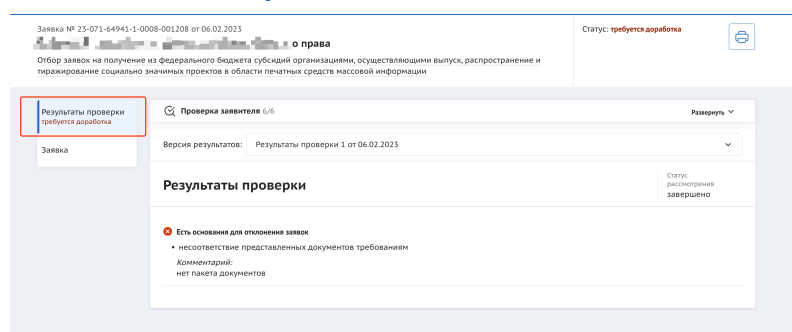 Заявка № 23-071-64941-1-0008-001208 от 06.02.2023
о права
Отбор заявок на получение из федерального бюджета субсидий организациями, осуществляющими выпуск, распространение и
тиражирование социально значимых проектов в области печатных средств массовой информации
Статус: требуется доработка
Результаты проверки
требуется доработка
Заявка
Проверка заявителя 6/6
Развернуть
Версия результатов: Результаты проверки 1 от 06.02.2023
Результаты проверки
Статус
рассмотрения
завершено
Есть основания для отклонения заявок
• несоответствие представленных документов требованиям
Комментарий:
нет пакета документов